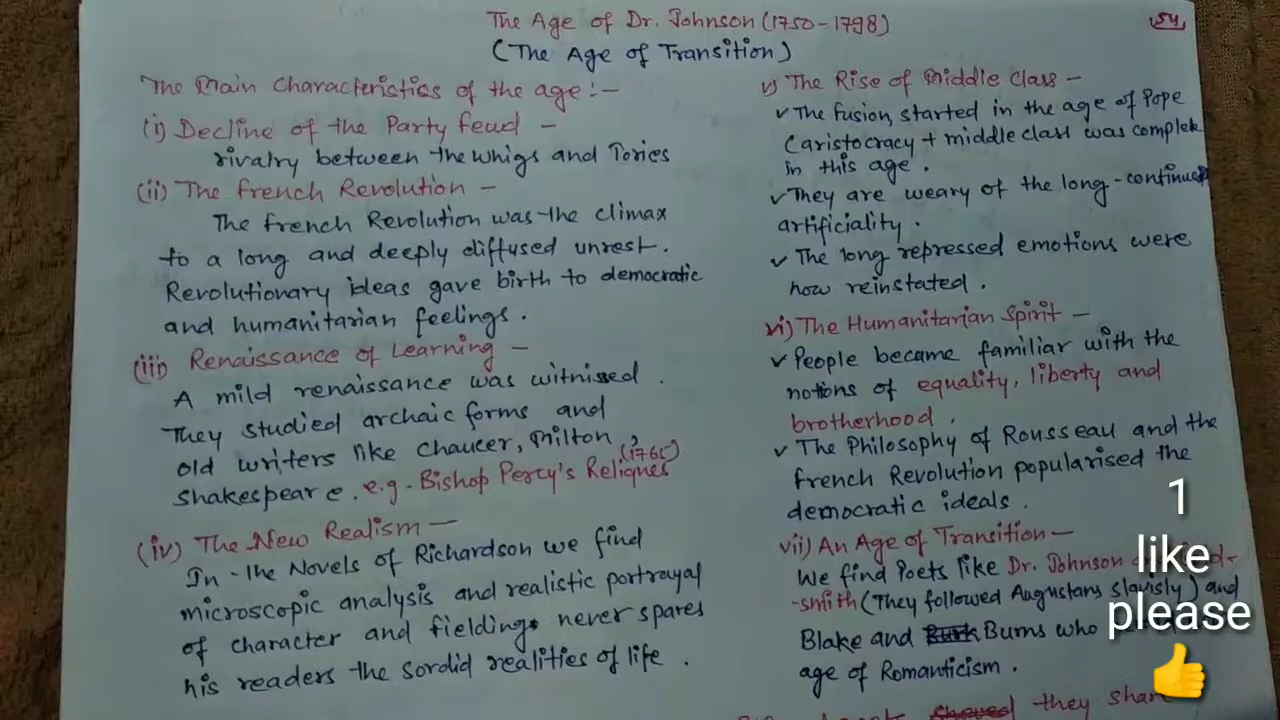 The Age of Dr. Johnson (1750-1798)
54
(The Age of Transition)
The Main Characteristics of the age:-
(i) Decline of the Party feud -
rivalry between the whigs and Tories
(ii) The French Revolution -
The French Revolution was the climax
to a long and deeply diffused unrest.
Revolutionary ideas gave birth to democratic
and humanitarian feelings.
(iii) Renaissance of Learning -
A mild renaissance was witnissed.
They studied archaic forms and
old writers like Chaucer, Milton,
Shakespeare. e.g- Bishop Percy's Reliques (1765)
(iv) The New Realism -
In the Novels of Richardson we find
microscopic analysis and realistic portrayal
of character and fielding never spares
his readers the sordid realities of life.
v) The Rise of Middle Class -
✓ The fusion, started in the age of Pope
(aristocracy + middle class was complete
in this age.
✓ They are weary of the long-continued
artificiality.
✓ The long repressed emotions were
now reinstated.
vi) The Humanitarian Spirit -
✓ People became familiar with the
notions of equality, liberty and
brotherhood.
✓ The Philosophy of Rousseau and the
French Revolution popularised the
democratic ideals.
vii) An Age of Transition -
We find Poets like Dr. Johnson
-smith (They followed Augustans slavisly) and
Blake and Burns who
age of Romanticism.
they share
1
like
please
👍